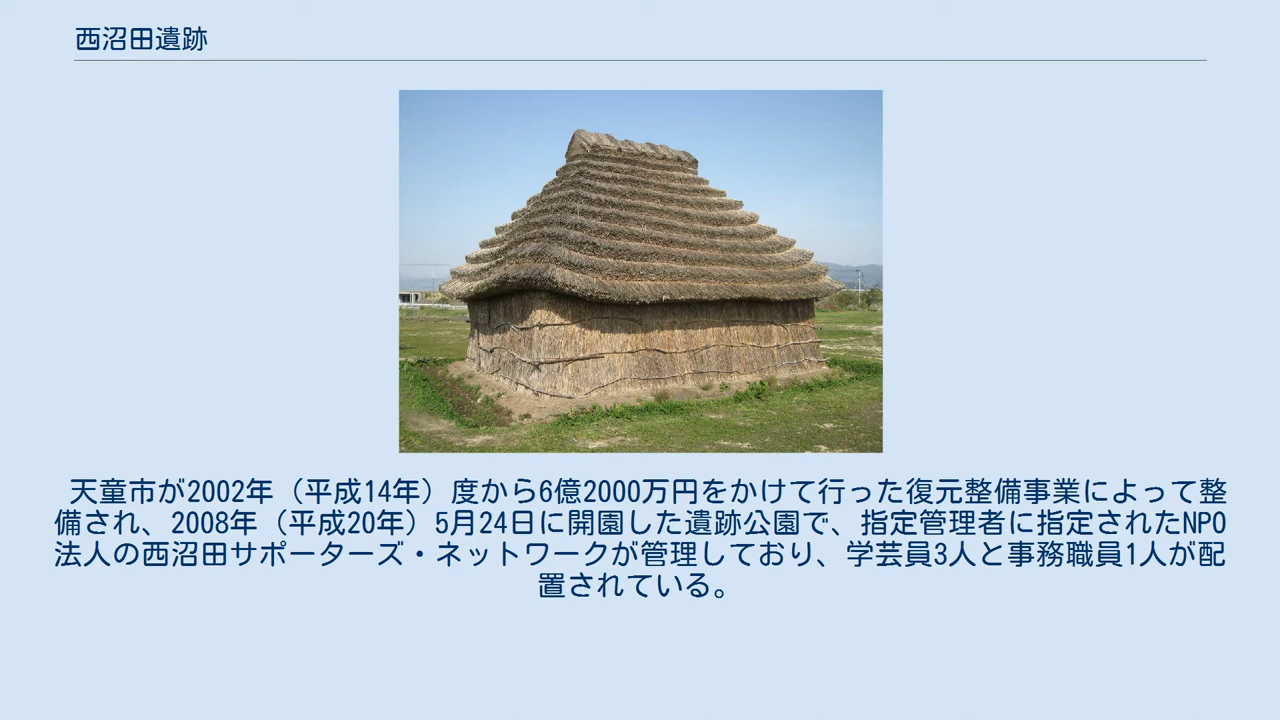 西沼田遺跡
天童市が2002年（平成14年）度から6億2000万円をかけて行った復元整備事業によって整
備され、2008年（平成20年）5月24日に開園した遺跡公園で、指定管理者に指定されたNPO
法人の西沼田サポーターズ・ネットワークが管理しており、学芸員3人と事務職員1人が配
置されている。